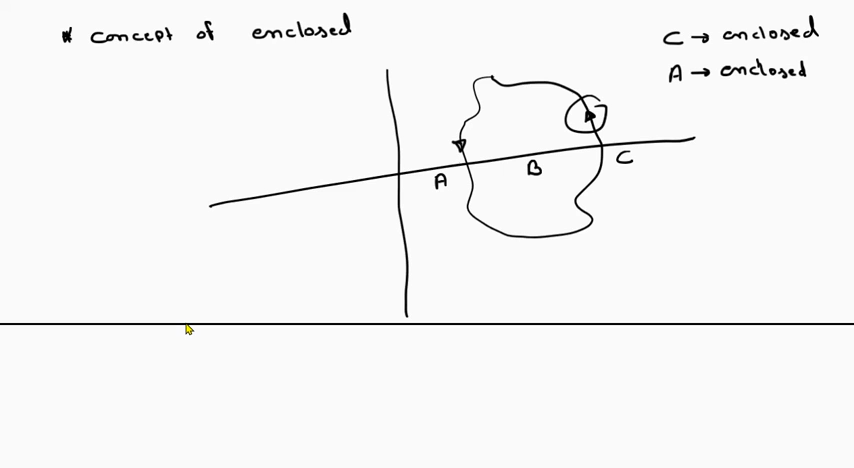 * concept of enclosed
C → enclosed
A → enclosed
A B C